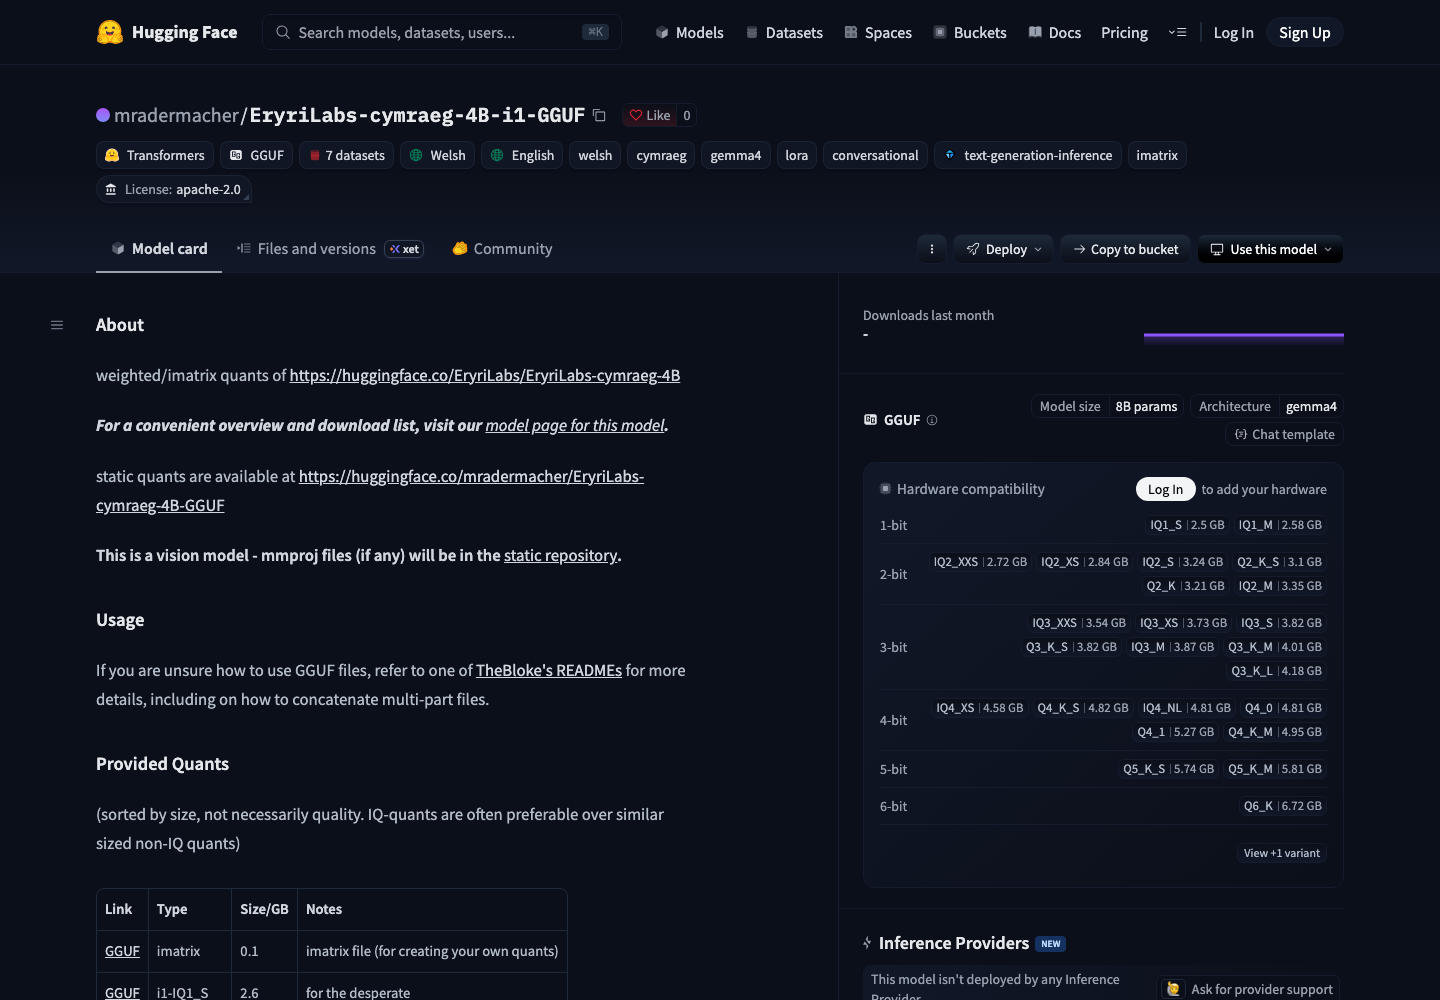 Hugging Face
Search models, datasets, users...
⌘K
Models
Datasets
Spaces
Buckets
Docs
Pricing
Log In
Sign Up
mradermacher/EryriLabs-cymraeg-4B-i1-GGUF
Like 0
Transformers
GGUF
7 datasets
Welsh
English
welsh
cymraeg
gemma4
lora
conversational
text-generation-inference
imatrix
License: apache-2.0
Model card
Files and versions
xet
Community
Deploy
Copy to bucket
Use this model
About
weighted/imatrix quants of https://huggingface.co/EryriLabs/EryriLabs-cymraeg-4B
For a convenient overview and download list, visit our model page for this model.
static quants are available at https://huggingface.co/mradermacher/EryriLabs-
cymraeg-4B-GGUF
This is a vision model - mmproj files (if any) will be in the static repository.
Usage
If you are unsure how to use GGUF files, refer to one of TheBloke's READMEs for more
details, including on how to concatenate multi-part files.
Provided Quants
(sorted by size, not necessarily quality. IQ-quants are often preferable over similar
sized non-IQ quants)
Link Type Size/GB Notes
GGUF imatrix 0.1 imatrix file (for creating your own quants)
GGUF i1-IQ1_S 2.6 for the desperate
Downloads last month
-
GGUF
Model size 8B params
Architecture gemma4
Chat template
Hardware compatibility
Log In to add your hardware
1-bit
IQ1_S 2.5 GB IQ1_M 2.58 GB
2-bit
IQ2_XXS 2.72 GB IQ2_XS 2.84 GB IQ2_S 3.24 GB Q2_K_S 3.1 GB
Q2_K 3.21 GB IQ2_M 3.35 GB
3-bit
IQ3_XXS 3.54 GB IQ3_XS 3.73 GB IQ3_S 3.82 GB
Q3_K_S 3.82 GB IQ3_M 3.87 GB Q3_K_M 4.01 GB
Q3_K_L 4.18 GB
4-bit
IQ4_XS 4.58 GB Q4_K_S 4.82 GB IQ4_NL 4.81 GB Q4_0 4.81 GB
Q4_1 5.27 GB Q4_K_M 4.95 GB
5-bit
Q5_K_S 5.74 GB Q5_K_M 5.81 GB
6-bit
Q6_K 6.72 GB
View +1 variant
Inference Providers NEW
This model isn't deployed by any Inference
Provider.
Ask for provider support